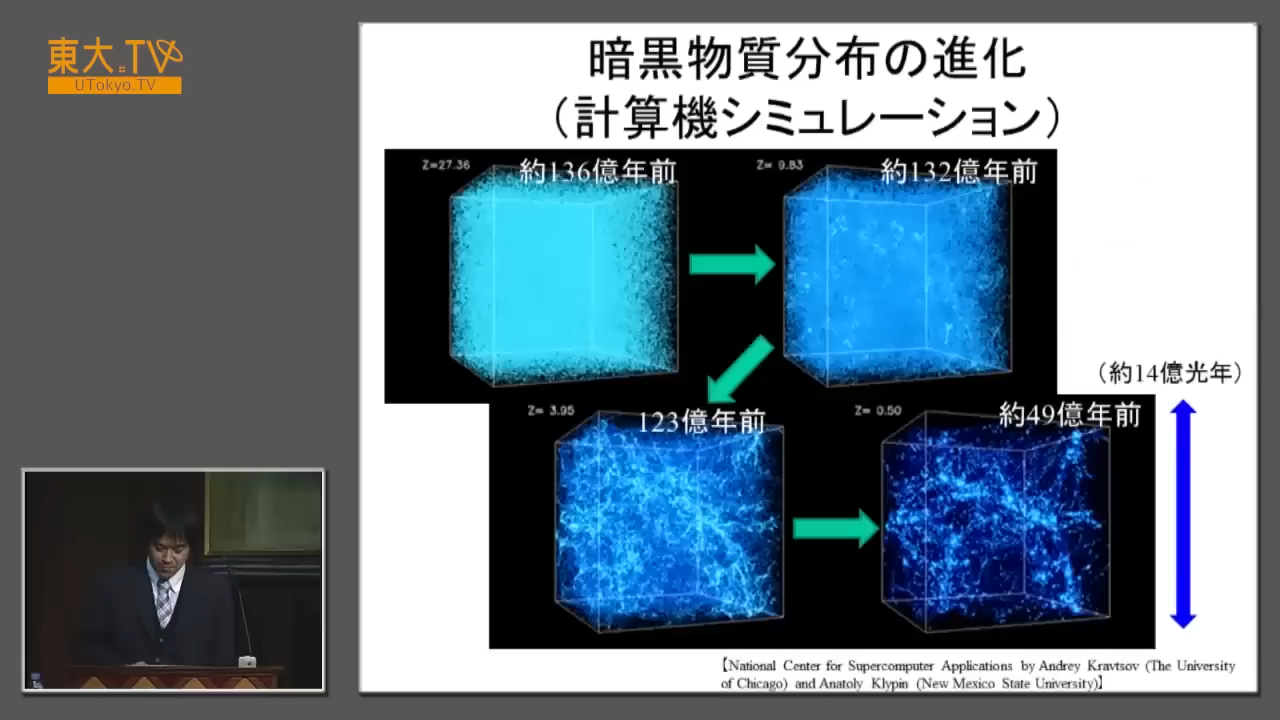 東大.TV
UTokyo.TV
暗黒物質分布の進化
(計算機シミュレーション)
Z=27.36
約136億年前
Z= 9.83
約132億年前
(約14億光年)
Z= 3.95
123億年前
Z= 0.50
約49億年前
【National Center for Supercomputer Applications by Andrey Kravtsov (The University
of Chicago) and Anatoly Klypin (New Mexico State University)】